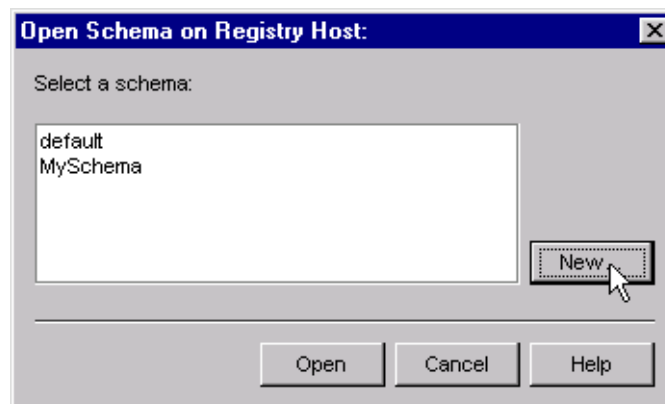 Open Schema on Registry Host:
Select a schema:
default
MySchema
New...
Open Cancel Help